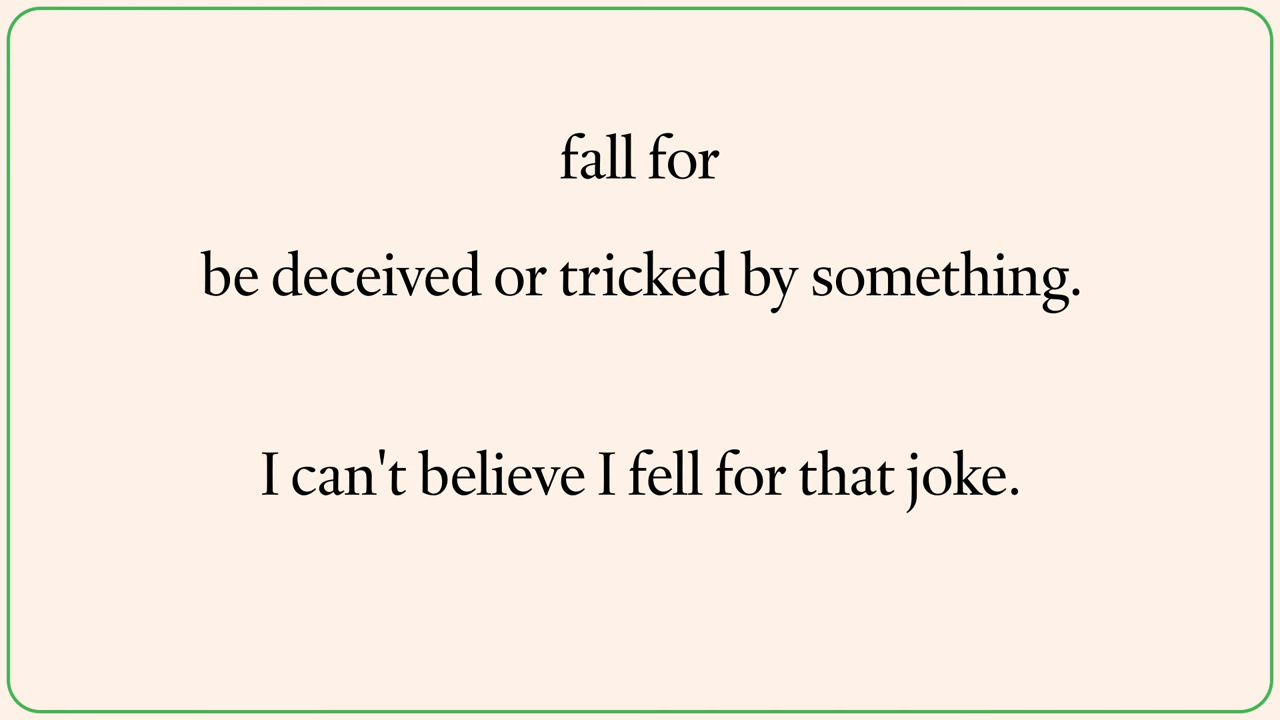 fall for
be deceived or tricked by something.
I can't believe I fell for that joke.